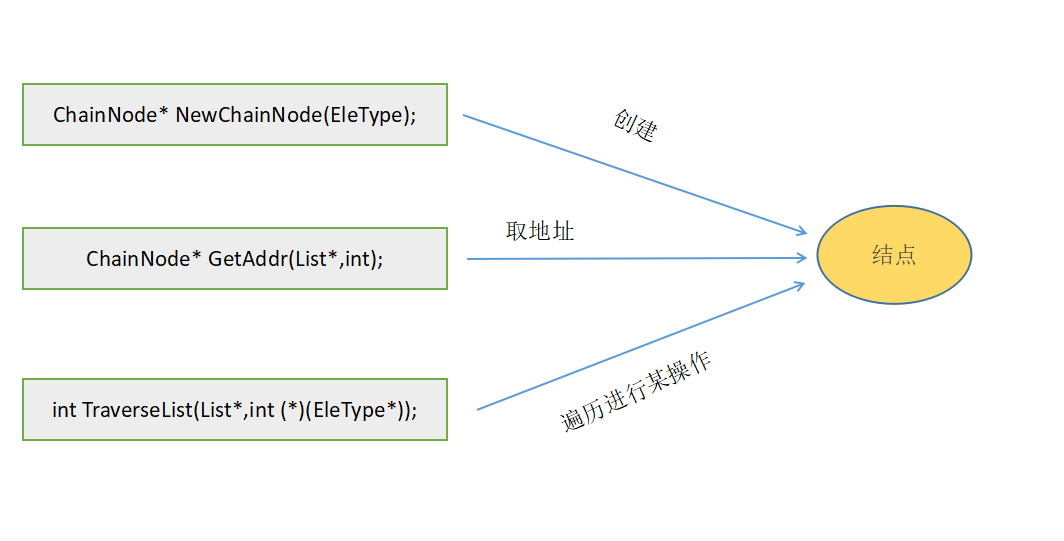 ChainNode* NewChainNode(EleType);
创建
ChainNode* GetAddr(List*,int);
取地址
结点
int TraverseList(List*,int (*)(EleType*));
遍历进行某操作